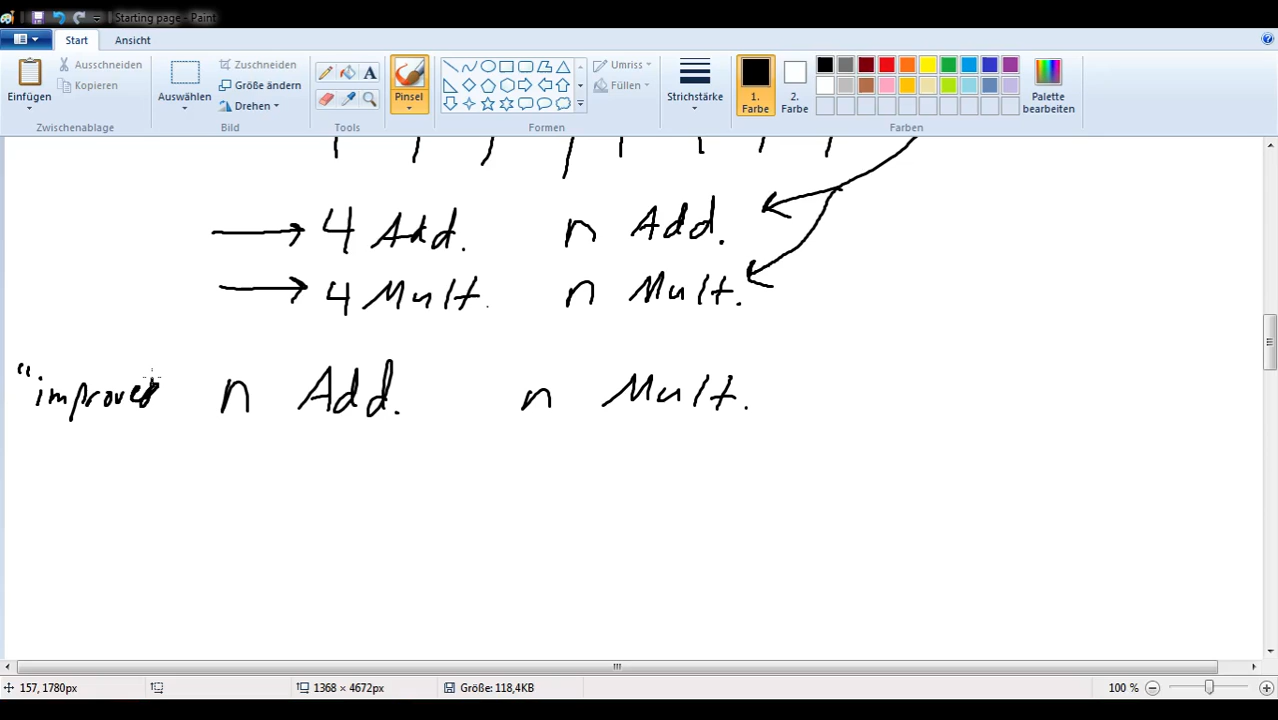 Starting page - Paint
Start Ansicht
Einfügen
Ausschneiden
Kopieren
Zwischenablage
Auswählen
Zuschneiden
Größe ändern
Drehen
Bild
A
Tools
Pinsel
Umriss
Füllen
Formen
Strichstärke
1.
Farbe
2.
Farbe
Palette
bearbeiten
Farben
4 Add. n Add.
4 Mult. n Mult.
"improved n Add. n Mult.
157, 1780px 1368 × 4672px Größe: 118,4KB 100 %